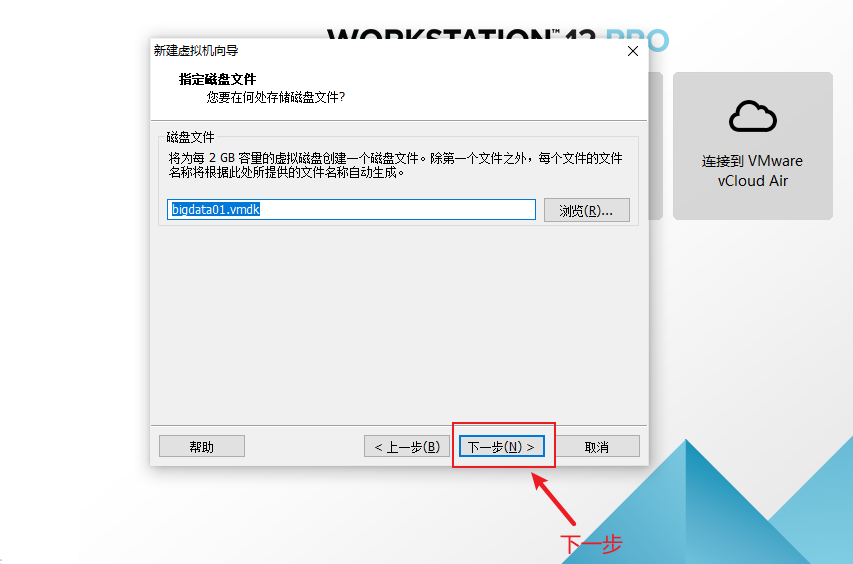 WORKSTATION™ 12 PRO
新建虚拟机向导
指定磁盘文件
您要在何处存储磁盘文件?
磁盘文件
将为每 2 GB 容量的虚拟磁盘创建一个磁盘文件。除第一个文件之外，每个文件的文件
名称将根据此处所提供的文件名称自动生成。
bigdata01.vmdk
浏览(R)...
连接到 VMware
vCloud Air
帮助
< 上一步(B)
下一步(N) >
取消
下一步